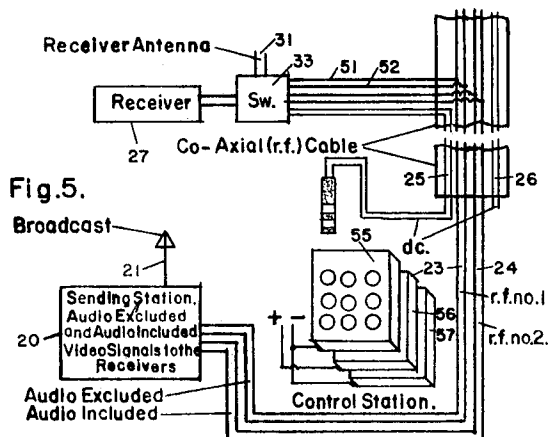 Receiver Antenna
31
33
51
52
Receiver
Sw.
27
Co-Axial (r.f.) Cable
25
26
Fig.5.
Broadcast
21
dc.
55
23
24
20
Sending Station.
Audio Excluded
and Audio Included
Video Signals to the
Receivers
+ -
56
57
r.f. no.1
r.f. no.2.
Audio Excluded
Audio Included
Control Station.